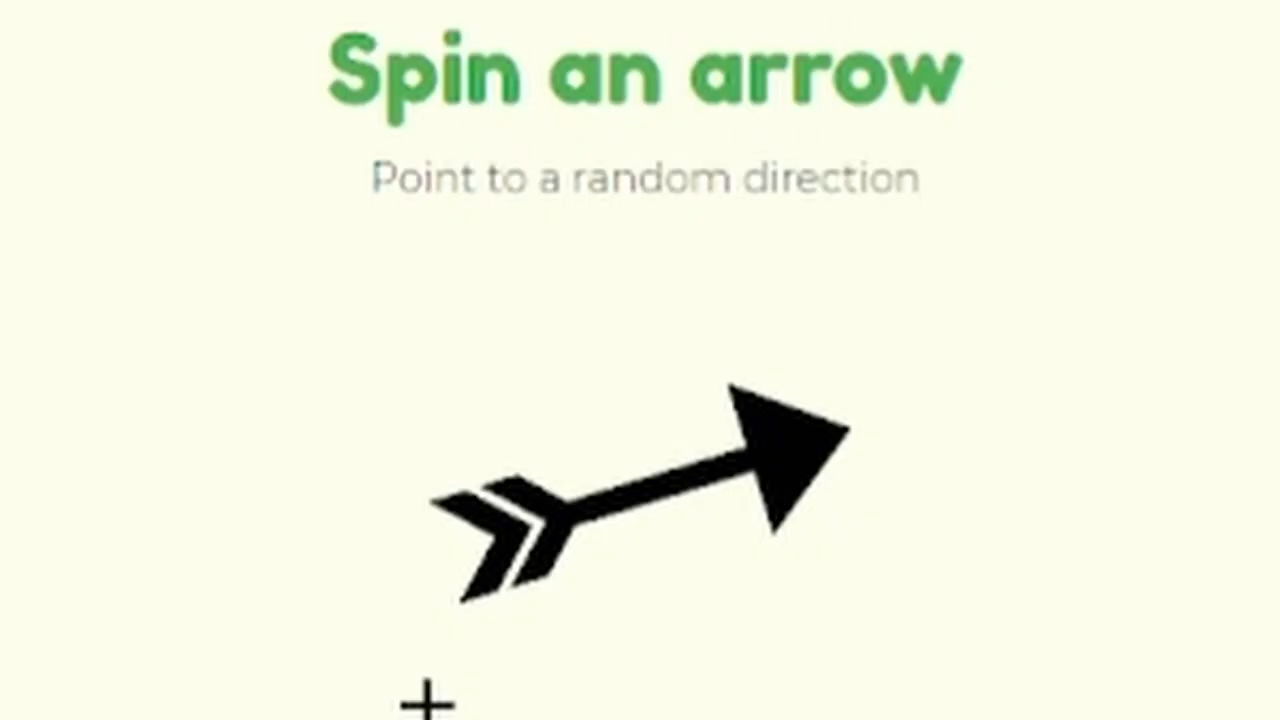 Spin an arrow
Point to a random direction
+